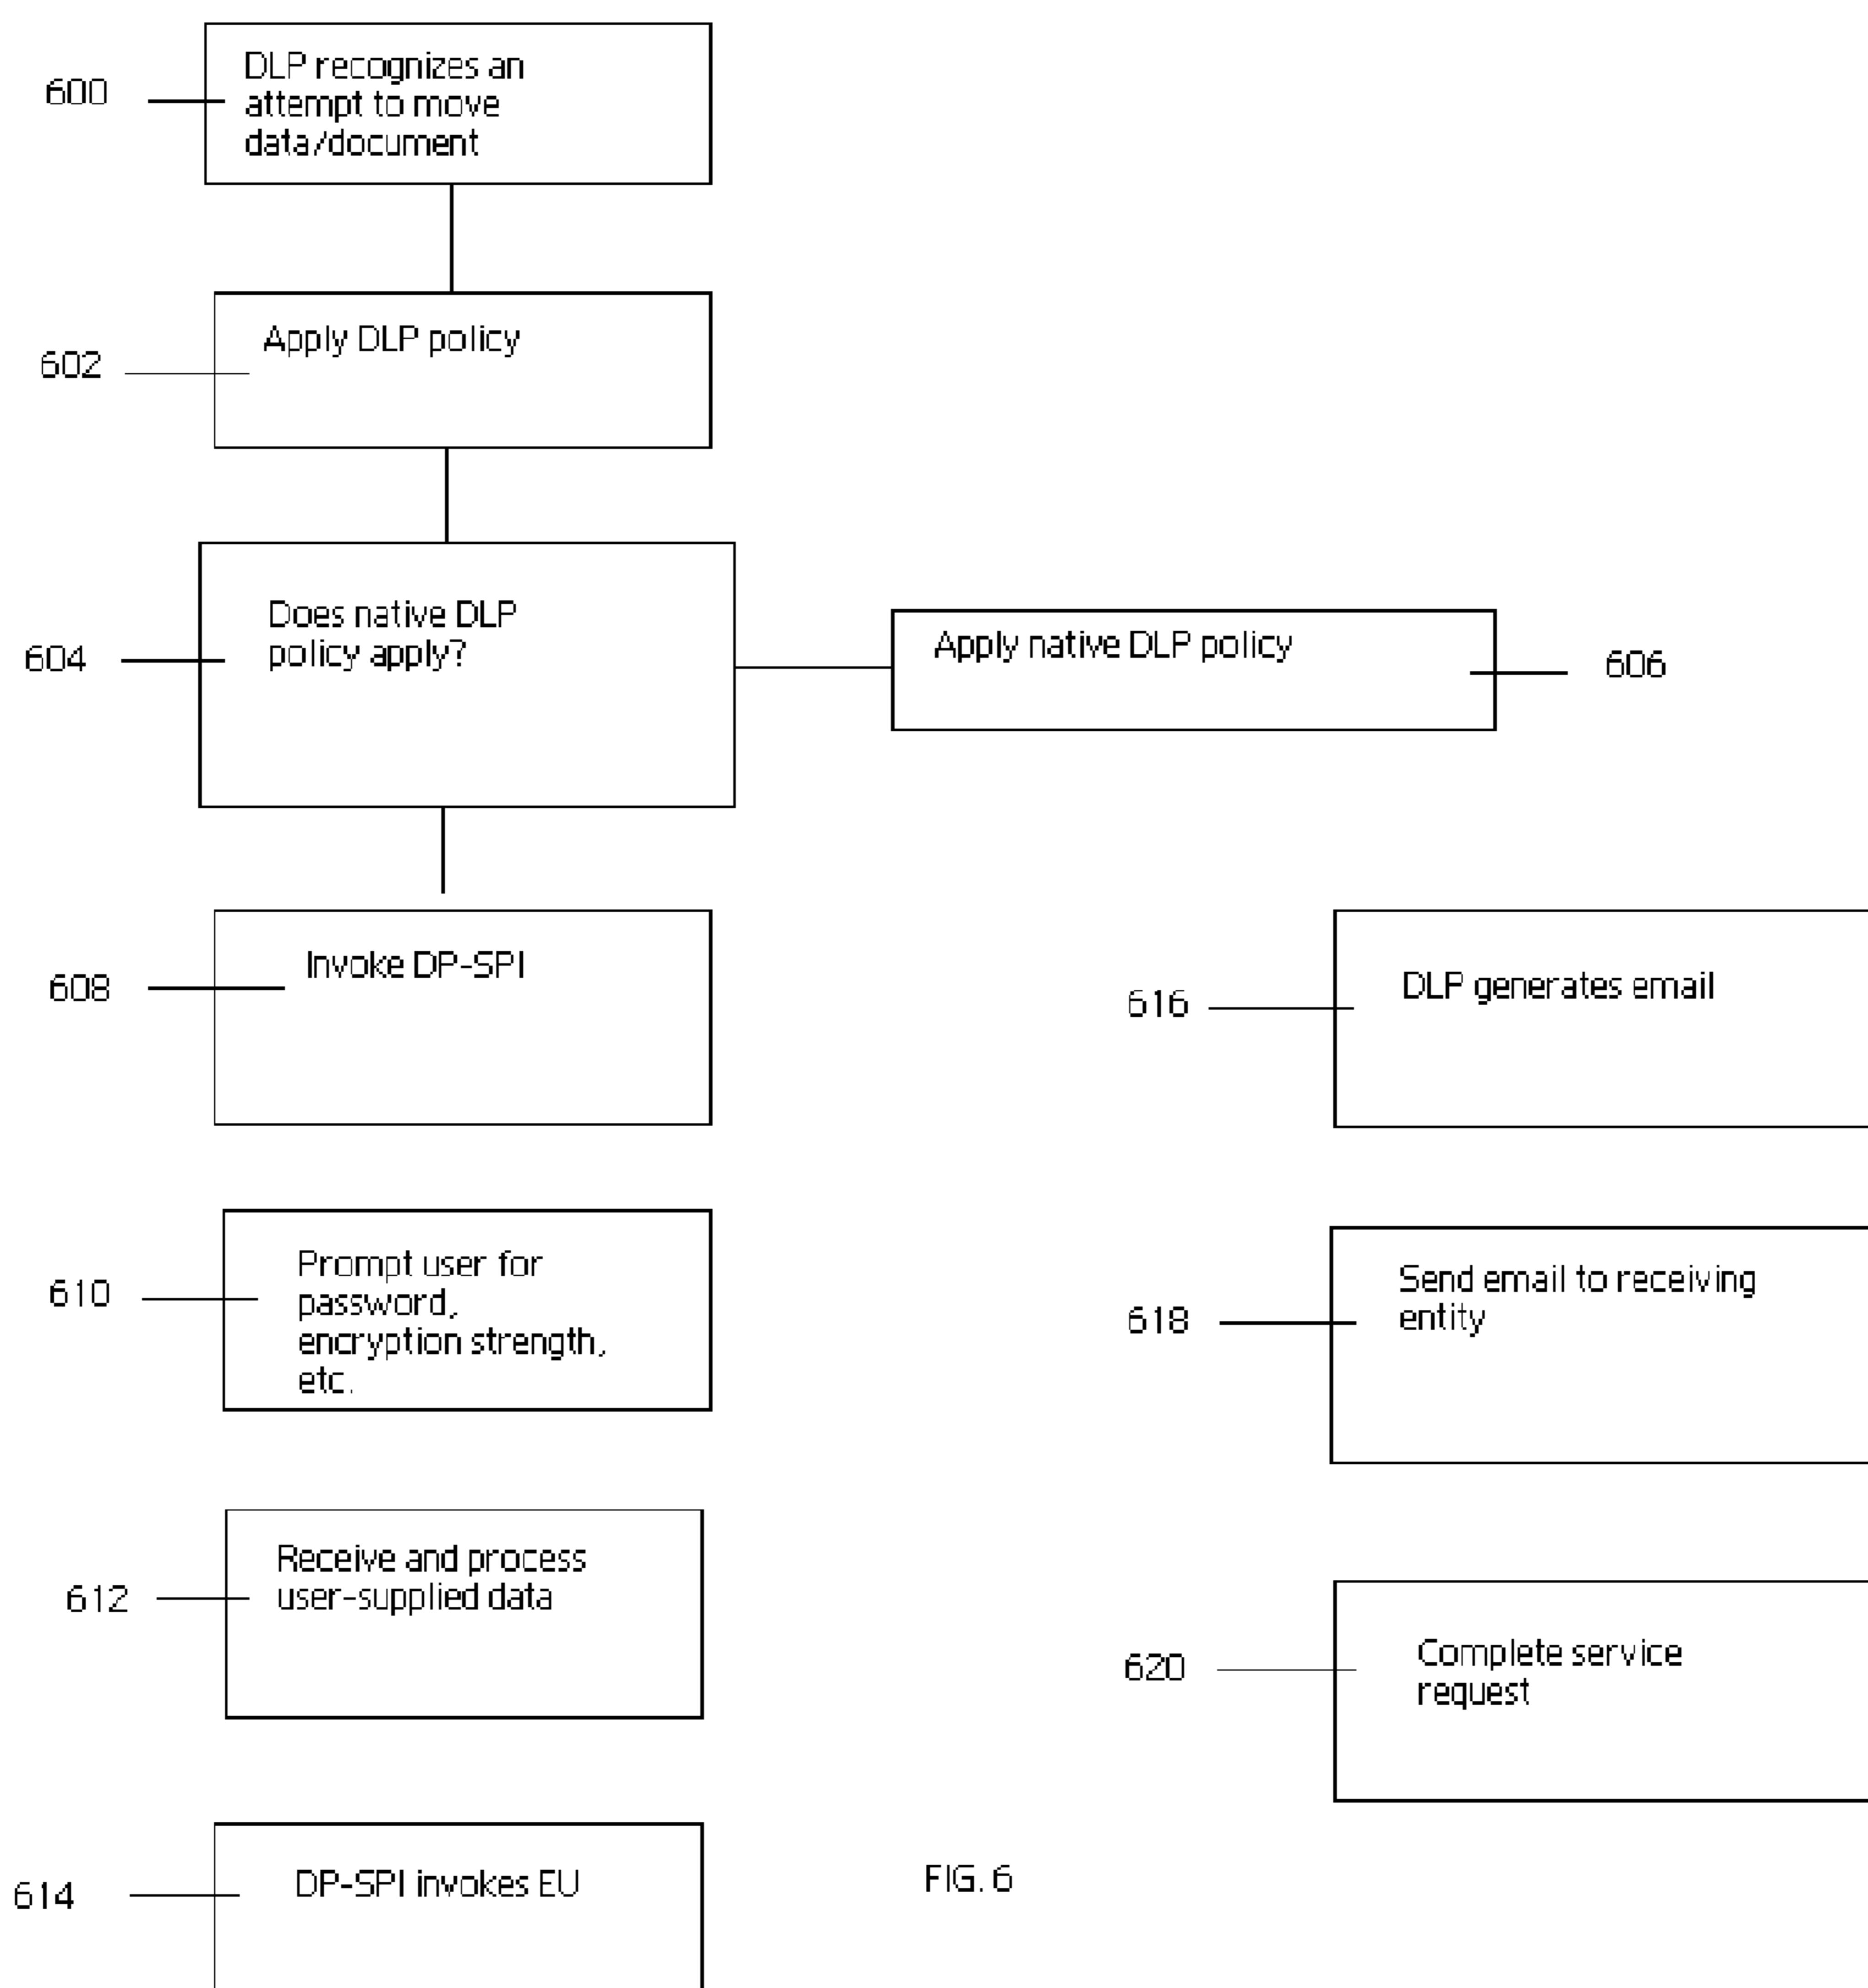 600
DLP recognizes an
attempt to move
data/document
602
Apply DLP policy
604
Does native DLP
policy apply?
Apply native DLP policy
606
608
Invoke DP-SPI
610
Prompt user for
password,
encryption strength,
etc.
612
Receive and process
user-supplied data
614
DP-SPI invokes EU
616
DLP generates email
618
Send email to receiving
entity
620
Complete service
request
FIG. 6